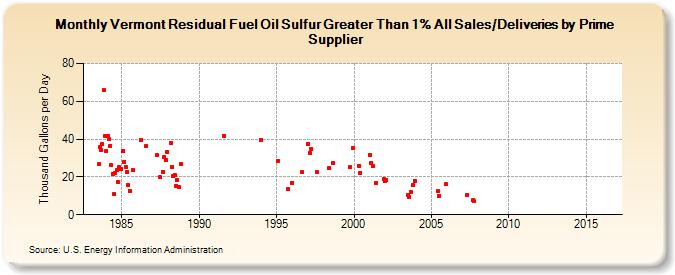 Monthly Vermont Residual Fuel Oil Sulfur Greater Than 1% All Sales/Deliveries by Prime
Supplier
Thousand Gallons per Day
80
60
40
20
0
1985 1990 1995 2000 2005 2010 2015
Source: U.S. Energy Information Administration